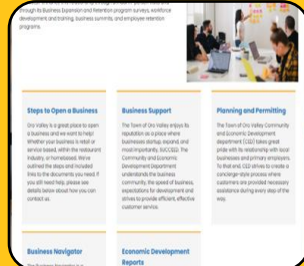 through its Business Expansion and Retention program surveys, workforce
development and training, business summits, and employee retention
programs.
Steps to Open a Business
Oro Valley is a great place to open
a business and we want to help!
Whether your business is retail or
service based, within the restaurant
industry, or homebased. We've
outlined the steps and included
links to the documents you need. If
you still need help, please see
details below about how you can
contact us.
Business Support
The Town of Oro Valley enjoys its
reputation as a place where
businesses startup, expand, and
most importantly, SUCCEED. The
Community and Economic
Development Department
understands the business
community, the speed of business,
expectations for development and
strives to provide efficient, effective
customer service.
Planning and Permitting
The Town of Oro Valley Community
and Economic Development
department (CED) takes great
pride with its relationship with local
businesses and primary employers.
To that end, CED strives to create a
concierge-style process where
customers are provided necessary
assistance during every step of the
way.
Business Navigator
Economic Development
Reports